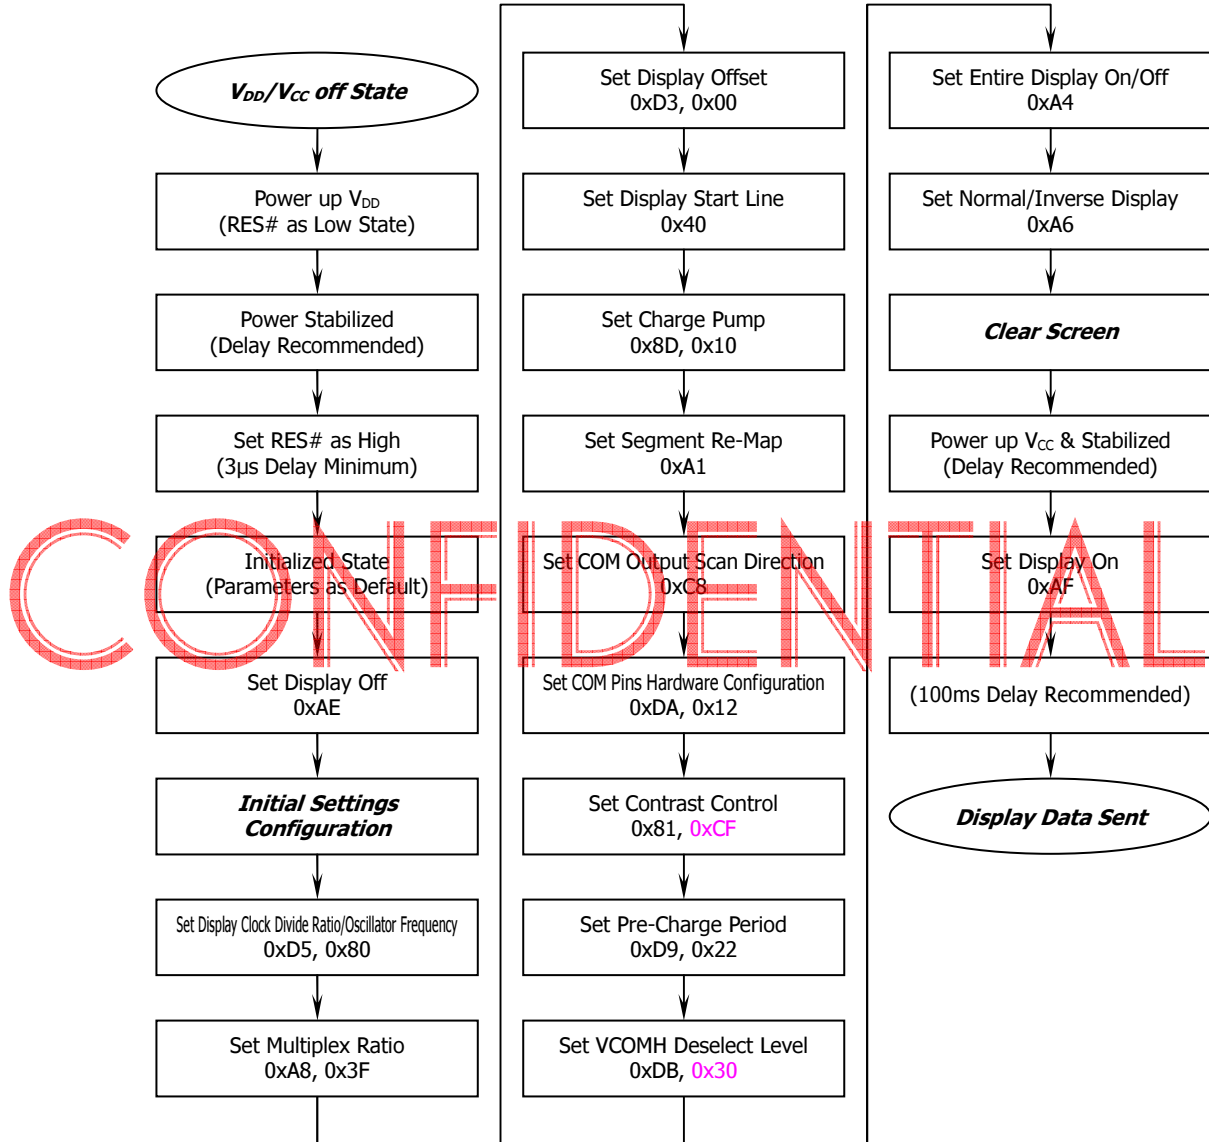 V_DD/V_CC off State
Power up V_DD
(RES# as Low State)
Power Stabilized
(Delay Recommended)
Set RES# as High
(3µs Delay Minimum)
Initialized State
(Parameters as Default)
Set Display Off
0xAE
Initial Settings
Configuration
Set Display Clock Divide Ratio/Oscillator Frequency
0xD5, 0x80
Set Multiplex Ratio
0xA8, 0x3F
Set Display Offset
0xD3, 0x00
Set Display Start Line
0x40
Set Charge Pump
0x8D, 0x10
Set Segment Re-Map
0xA1
Set COM Output Scan Direction
0xC8
Set COM Pins Hardware Configuration
0xDA, 0x12
Set Contrast Control
0x81, 0xCF
Set Pre-Charge Period
0xD9, 0x22
Set VCOMH Deselect Level
0xDB, 0x30
Set Entire Display On/Off
0xA4
Set Normal/Inverse Display
0xA6
Clear Screen
Power up V_CC & Stabilized
(Delay Recommended)
Set Display On
0xAF
(100ms Delay Recommended)
Display Data Sent
CONFIDENTIAL